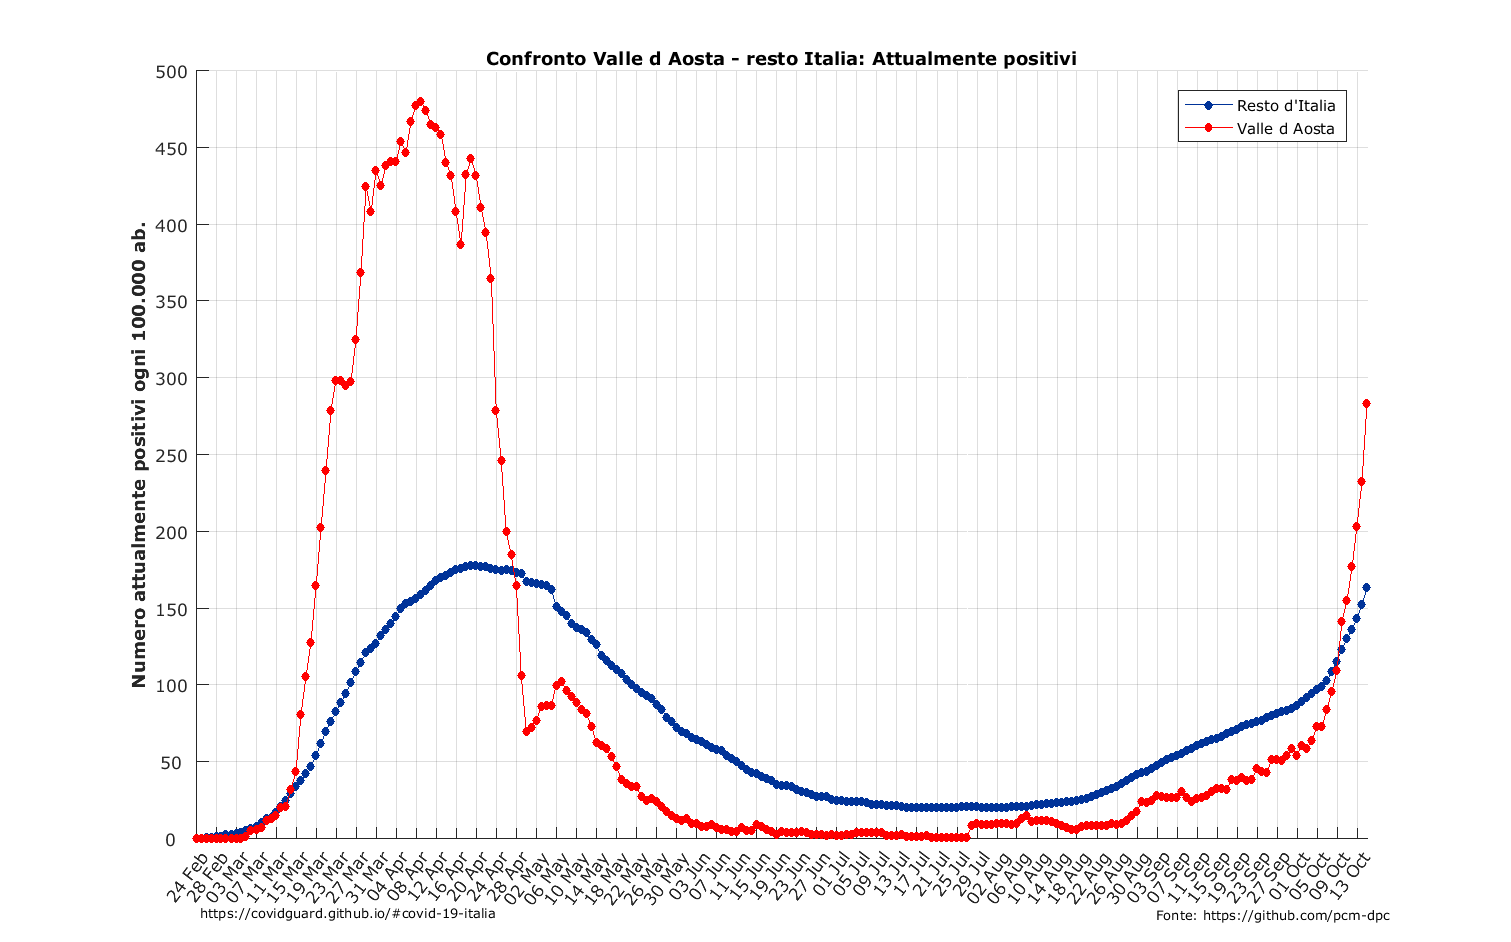 Confronto Valle d Aosta - resto Italia: Attualmente positivi
Resto d'Italia
Valle d Aosta
Numero attualmente positivi ogni 100.000 ab.
500
450
400
350
300
250
200
150
100
50
0
24 Feb
28 Feb
03 Mar
07 Mar
11 Mar
15 Mar
19 Mar
23 Mar
27 Mar
31 Mar
04 Apr
08 Apr
12 Apr
16 Apr
20 Apr
24 Apr
28 Apr
02 May
06 May
10 May
14 May
18 May
22 May
26 May
30 May
03 Jun
07 Jun
11 Jun
15 Jun
19 Jun
23 Jun
27 Jun
01 Jul
05 Jul
09 Jul
13 Jul
17 Jul
21 Jul
25 Jul
29 Jul
02 Aug
06 Aug
10 Aug
14 Aug
18 Aug
22 Aug
26 Aug
30 Aug
03 Sep
07 Sep
11 Sep
15 Sep
19 Sep
23 Sep
27 Sep
01 Oct
05 Oct
09 Oct
13 Oct
https://covidguard.github.io/#covid-19-italia
Fonte: https://github.com/pcm-dpc